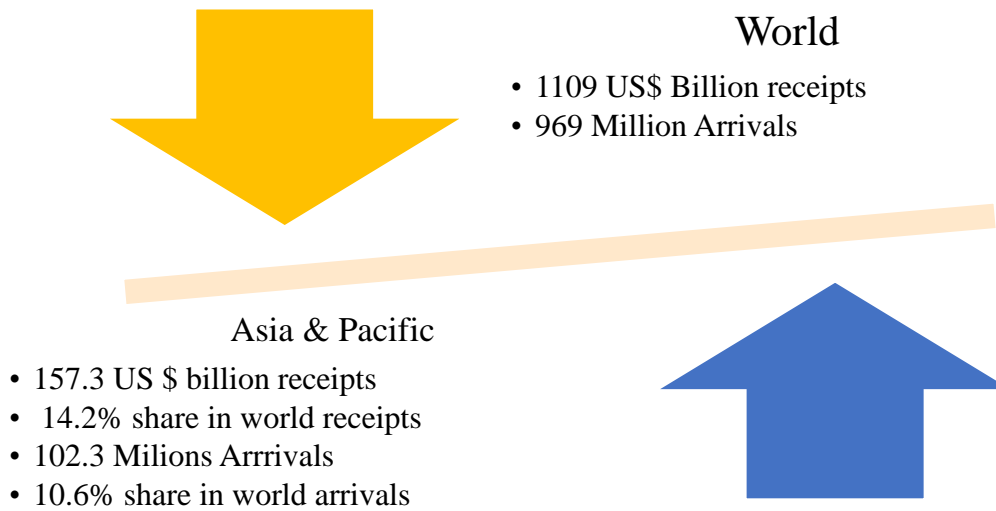 World
• 1109 US$ Billion receipts
• 969 Million Arrivals
Asia & Pacific
• 157.3 US $ billion receipts
• 14.2% share in world receipts
• 102.3 Milions Arrrivals
• 10.6% share in world arrivals